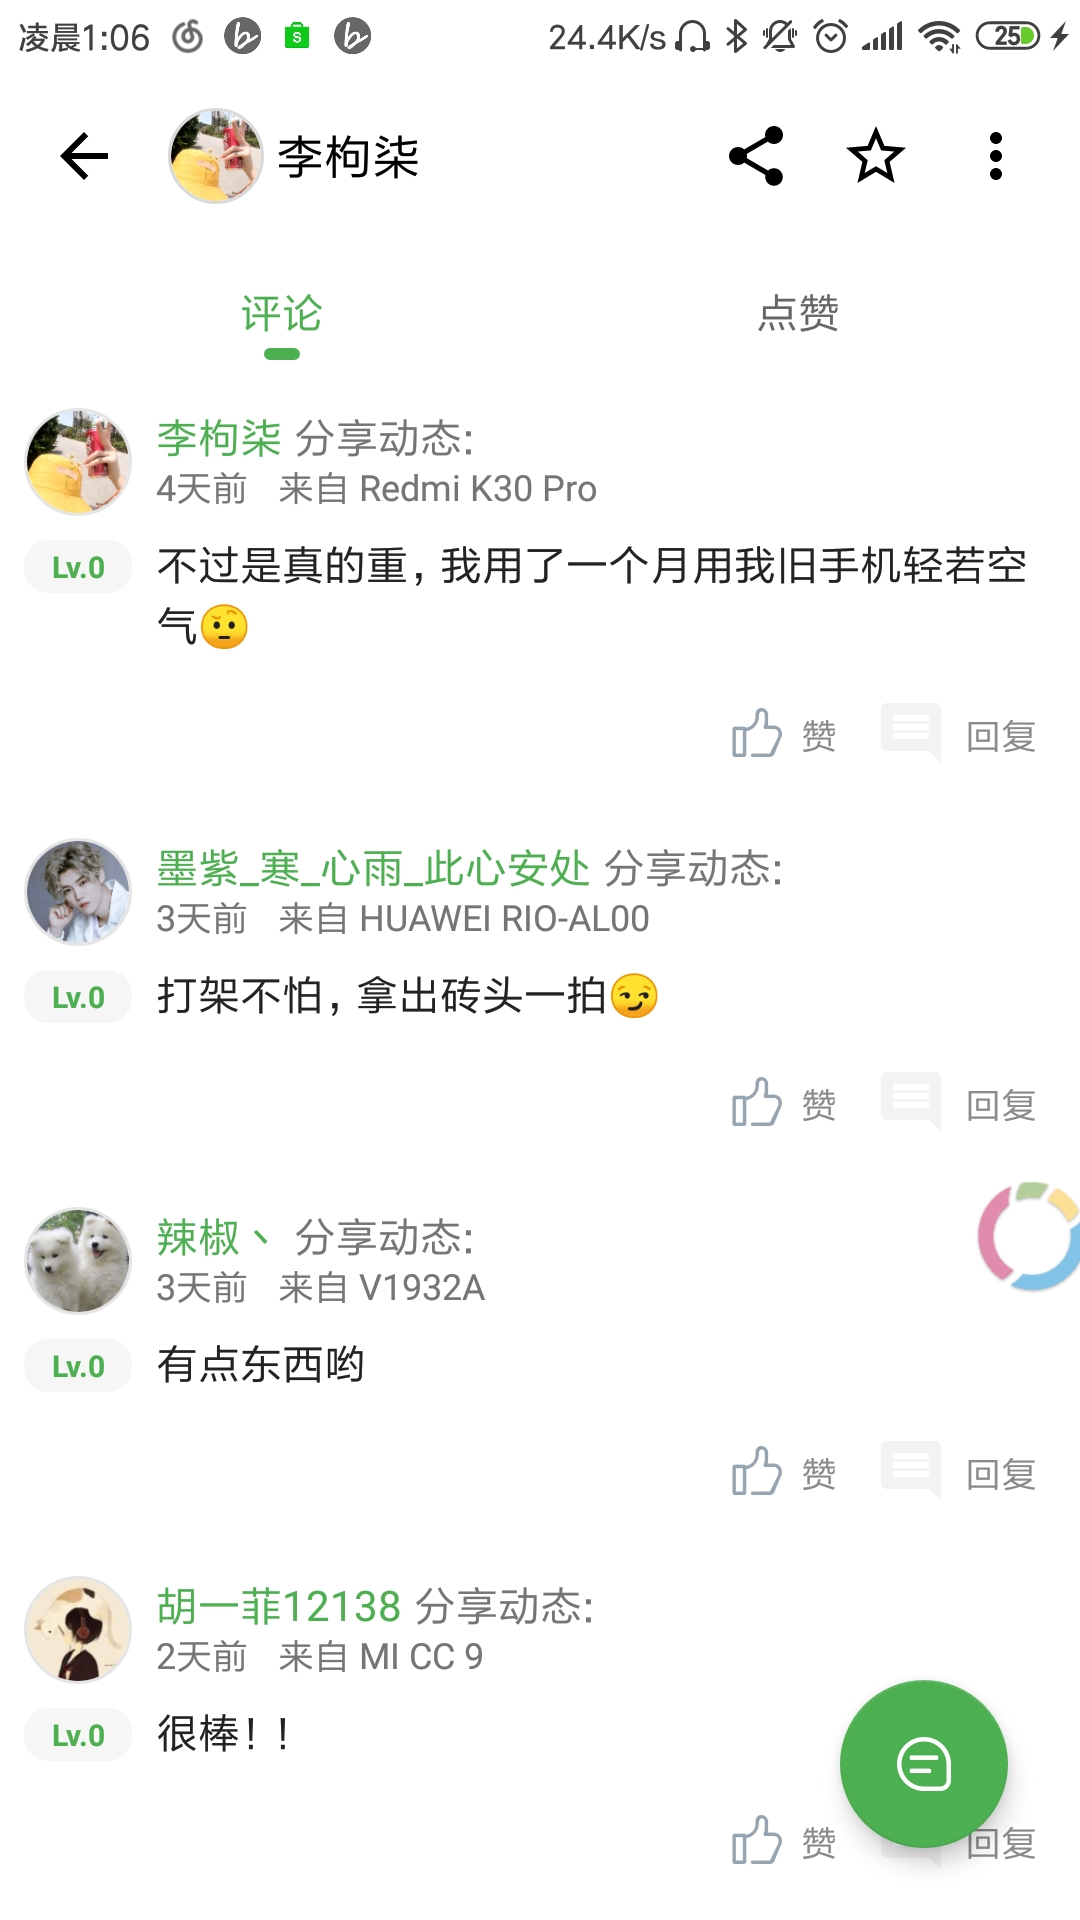 凌晨1:06 24.4K/s 25
李枸柒
评论 点赞
李枸柒 分享动态:
4天前 来自 Redmi K30 Pro
Lv.0 不过是真的重，我用了一个月用我旧手机轻若空
气🤨
赞 回复
墨紫_寒_心雨_此心安处 分享动态:
3天前 来自 HUAWEI RIO-AL00
Lv.0 打架不怕，拿出砖头一拍😏
赞 回复
辣椒丶 分享动态:
3天前 来自 V1932A
Lv.0 有点东西哟
赞 回复
胡一菲12138 分享动态:
2天前 来自 MI CC 9
Lv.0 很棒！！
赞 回复